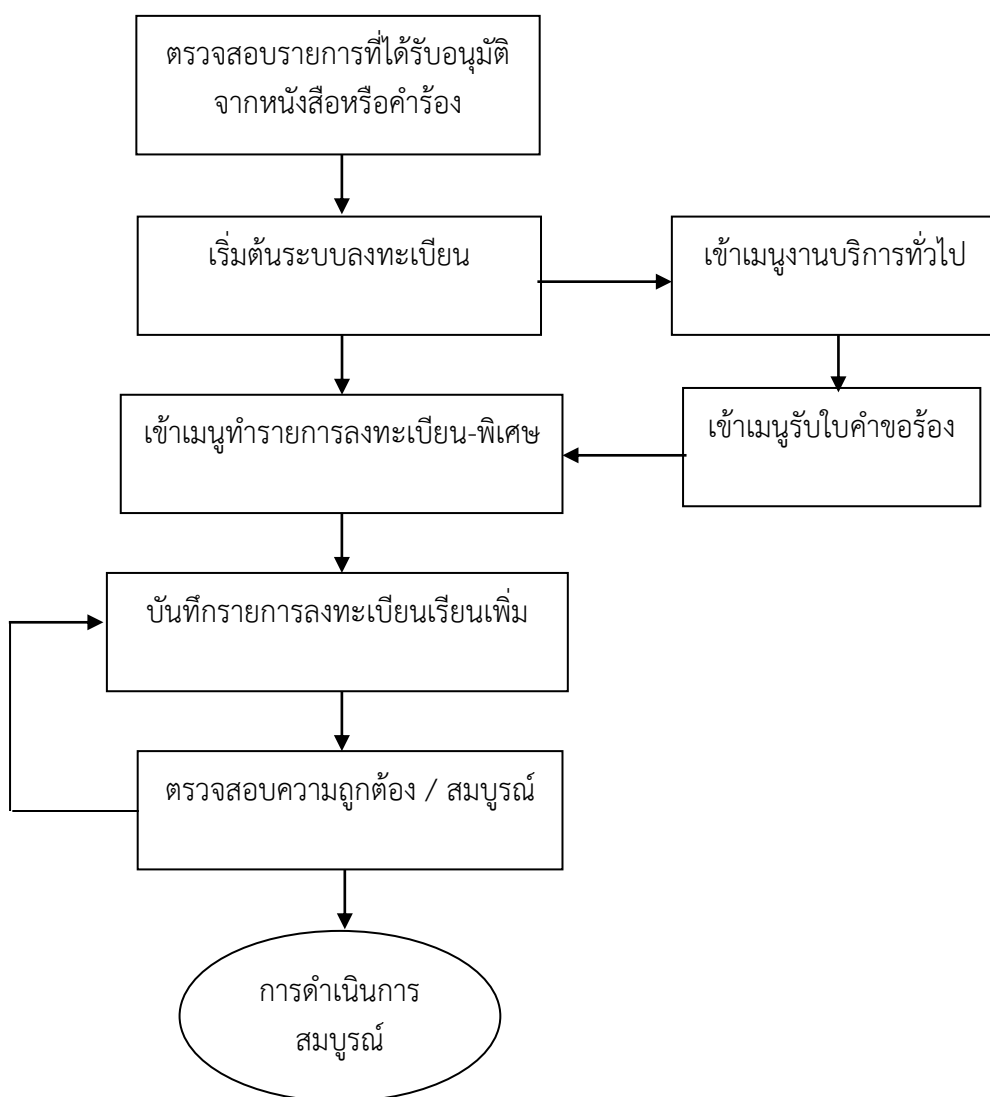 ตรวจสอบรายการที่ได้รับอนุมัติ
จากหนังสือหรือคำร้อง
เริ่มต้นระบบลงทะเบียน
เข้าเมนูงานบริการทั่วไป
เข้าเมนูทำรายการลงทะเบียน-พิเศษ
เข้าเมนูรับใบคำขอร้อง
บันทึกรายการลงทะเบียนเรียนเพิ่ม
ตรวจสอบความถูกต้อง / สมบูรณ์
การดำเนินการ
สมบูรณ์